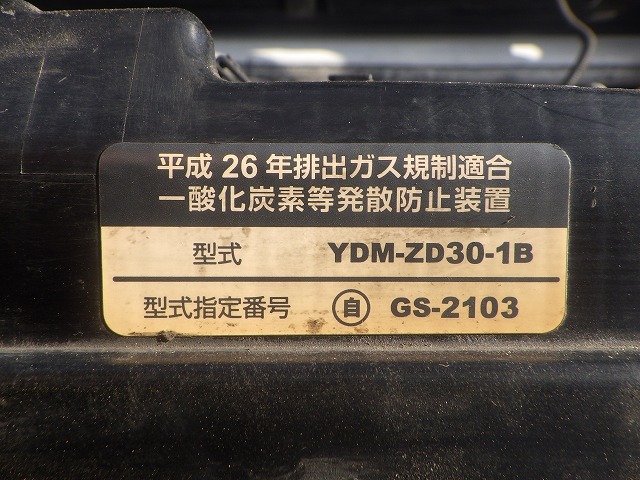 平成 26 年排出ガス規制適合
一酸化炭素等発散防止装置
型式 YDM-ZD30-1B
型式指定番号 自 GS-2103